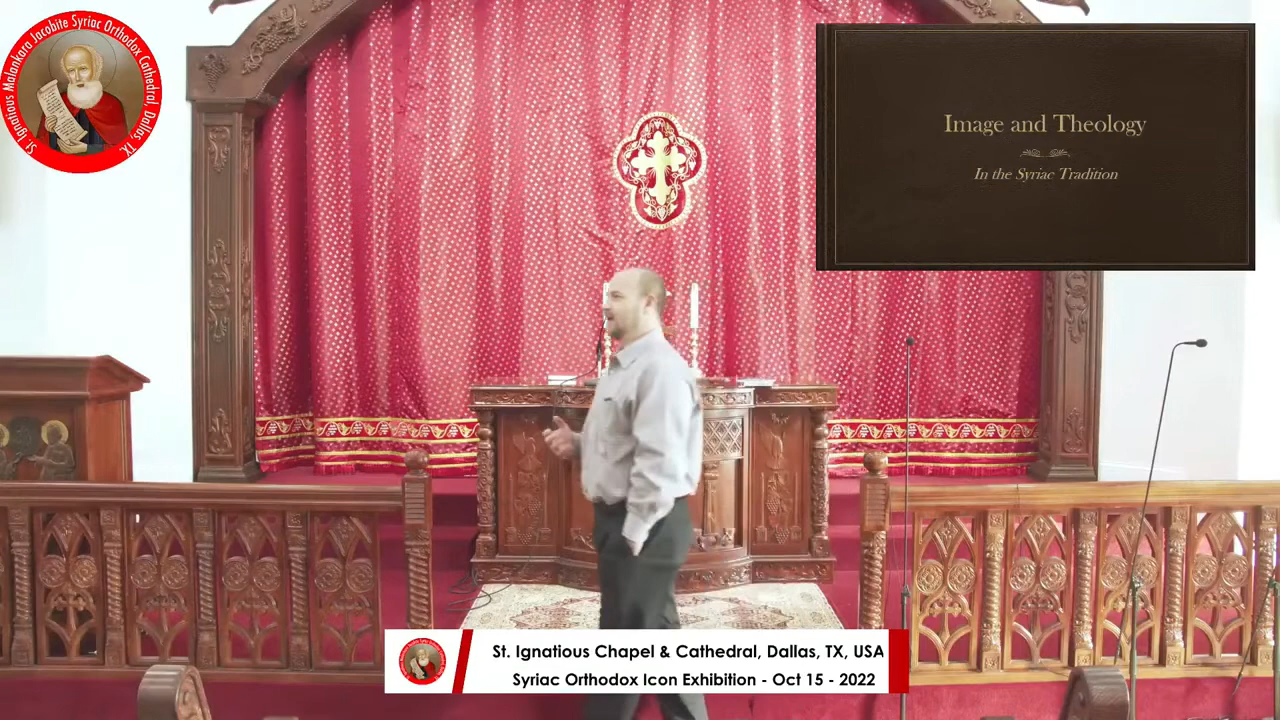 St. Ignatious Malankara Jacobite Syriac Orthodox Cathedral, Dallas, TX.
Image and Theology
In the Syriac Tradition
St. Ignatious Chapel & Cathedral, Dallas, TX, USA
Syriac Orthodox Icon Exhibition - Oct 15 - 2022